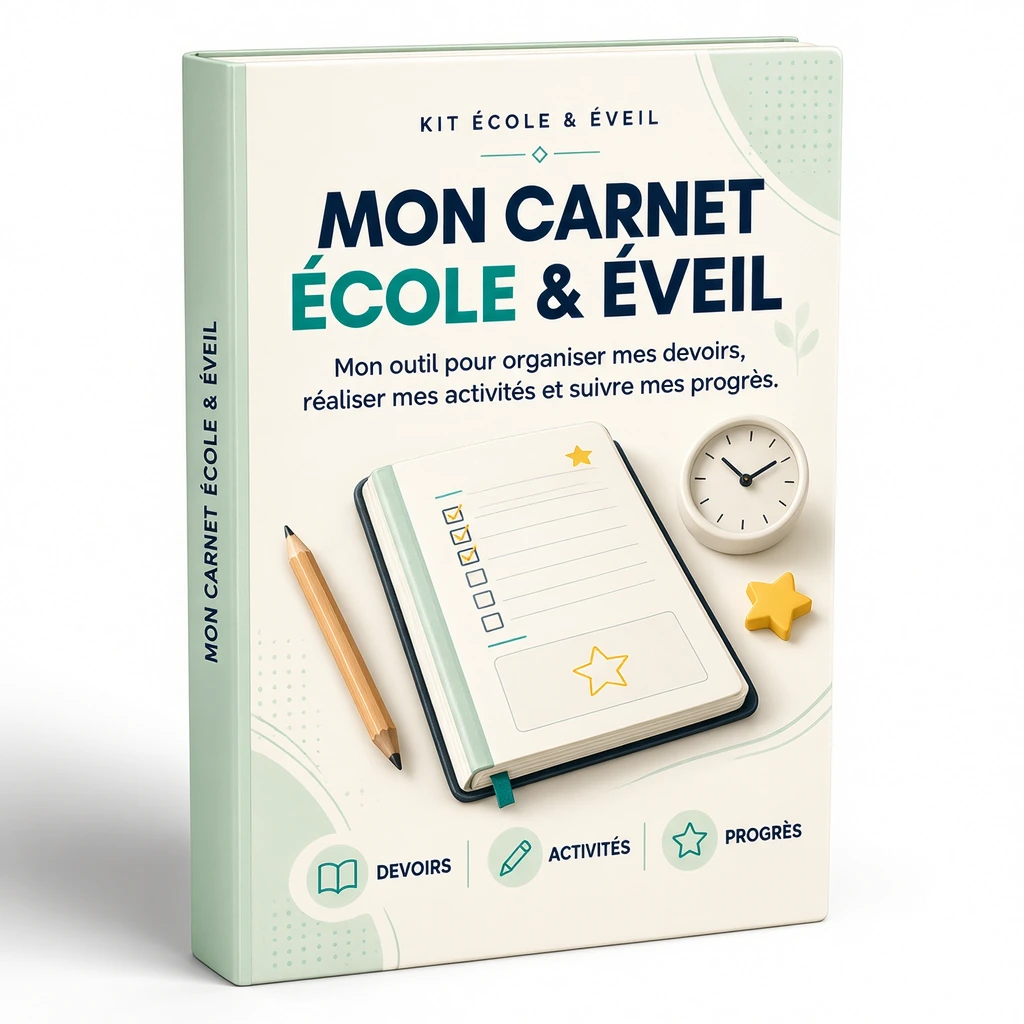 KIT ÉCOLE & ÉVEIL
MON CARNET
ÉCOLE & ÉVEIL
Mon outil pour organiser mes devoirs,
réaliser mes activités et suivre mes progrès.
DEVOIRS
ACTIVITÉS
PROGRÈS
MON CARNET ÉCOLE & ÉVEIL